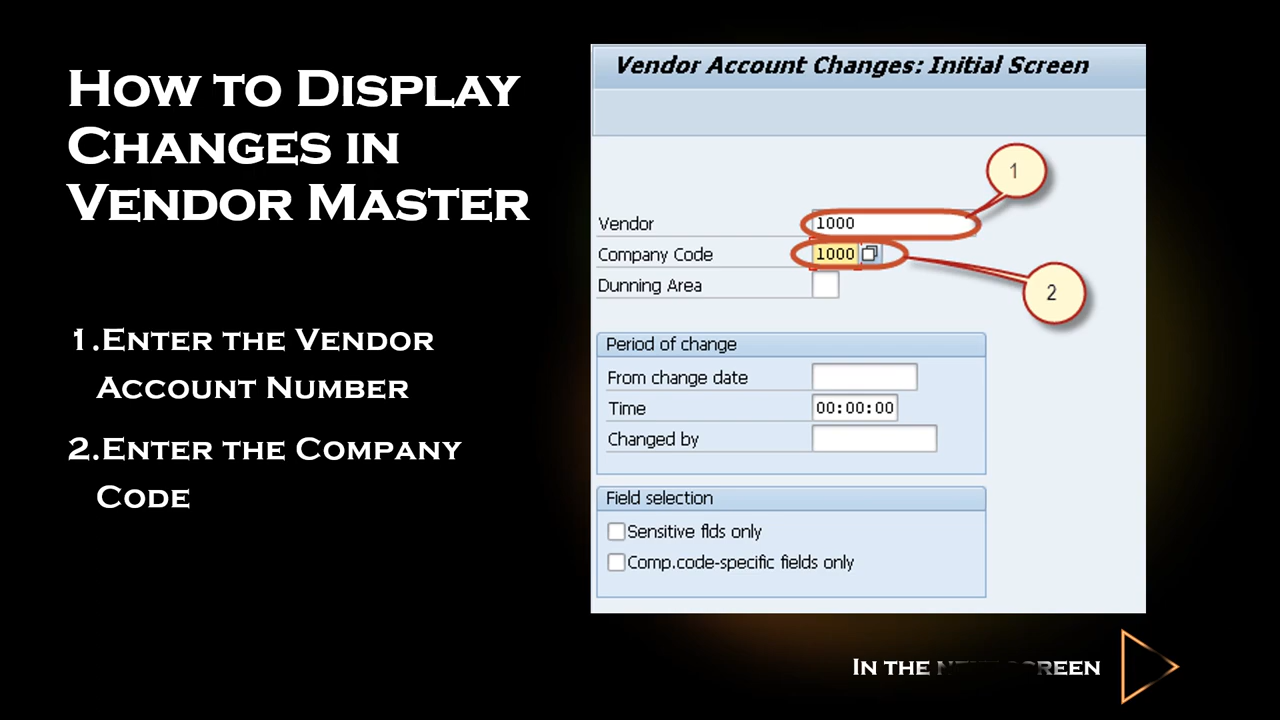 How to Display
Changes in
Vendor Master
1.Enter the Vendor
Account Number
2.Enter the Company
Code
Vendor Account Changes: Initial Screen
1
Vendor 1000
Company Code 1000
2
Dunning Area
Period of change
From change date
Time 00:00:00
Changed by
Field selection
Sensitive flds only
Comp.code-specific fields only
In the screen